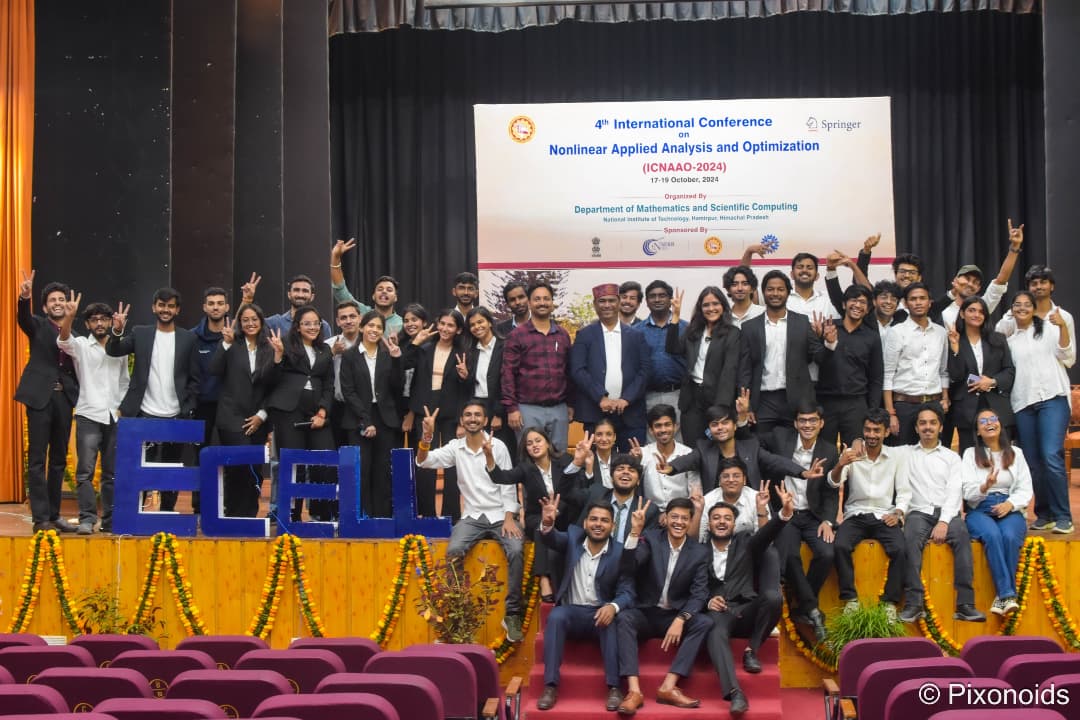 4th International Conference
on
Nonlinear Applied Analysis and Optimization
(ICNAAO-2024)
17-19 October, 2024
Springer
Organized By
Department of Mathematics and Scientific Computing
National Institute of Technology, Hamirpur, Himachal Pradesh
Sponsored By
E CELL
© Pixonoids